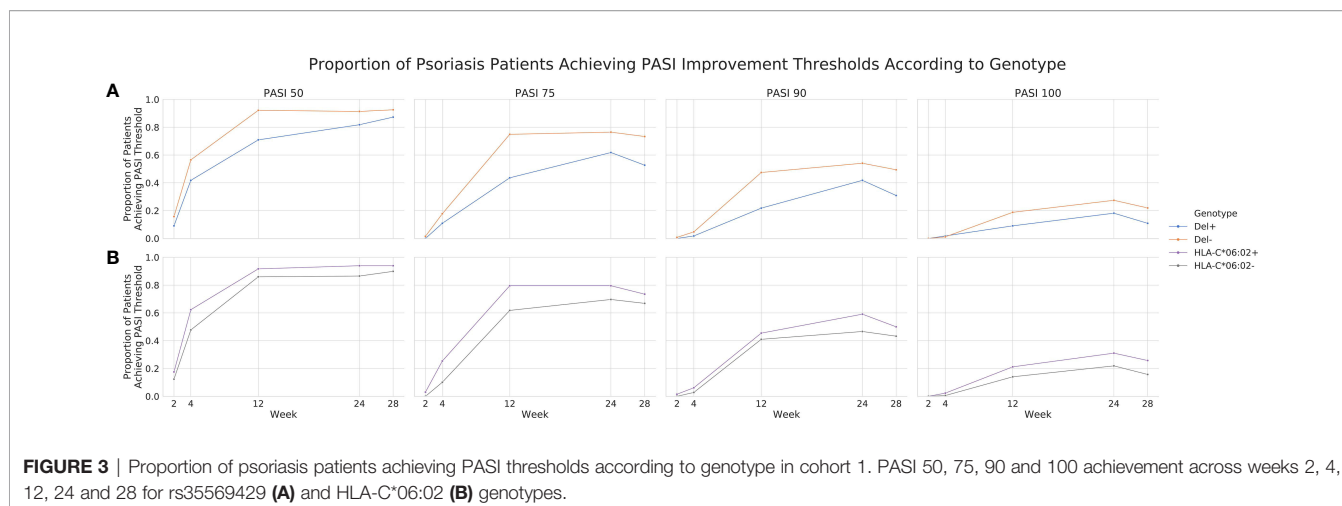 Proportion of Psoriasis Patients Achieving PASI Improvement Thresholds According to Genotype
A
PASI 50
PASI 75
PASI 90
PASI 100
Proportion of Patients
Achieving PASI Threshold
1.0
0.8
0.6
0.4
0.2
0.0
Genotype
Del+
Del-
HLA-C*06:02+
HLA-C*06:02-
B
Proportion of Patients
Achieving PASI Threshold
1.0
0.8
0.6
0.4
0.2
0.0
2 4 12 24 28
2 4 12 24 28
2 4 12 24 28
2 4 12 24 28
Week
Week
Week
Week
FIGURE 3 | Proportion of psoriasis patients achieving PASI thresholds according to genotype in cohort 1. PASI 50, 75, 90 and 100 achievement across weeks 2, 4,
12, 24 and 28 for rs35569429 (A) and HLA-C*06:02 (B) genotypes.